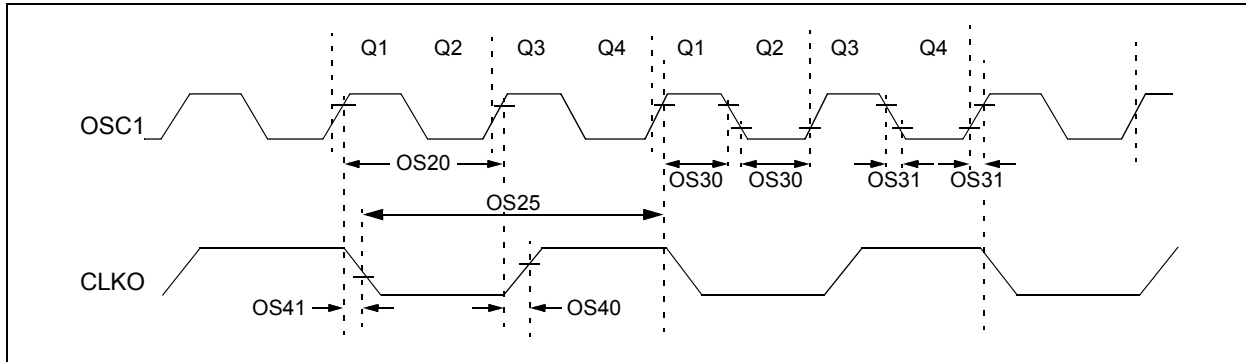 Q1 Q2 Q3 Q4 Q1 Q2 Q3 Q4
OSC1
OS20
OS30 OS30 OS31 OS31
OS25
CLKO
OS41 OS40